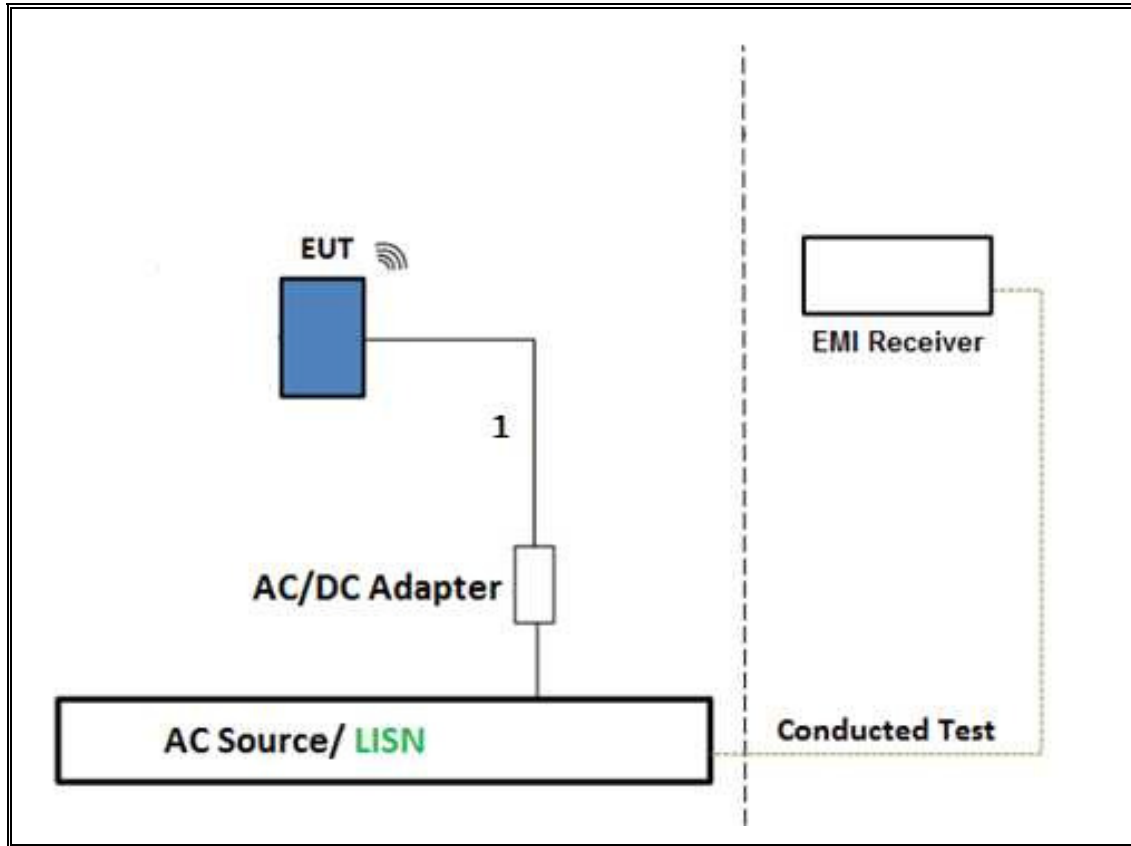 EUT
EMI Receiver
1
AC/DC Adapter
AC Source/ LISN
Conducted Test